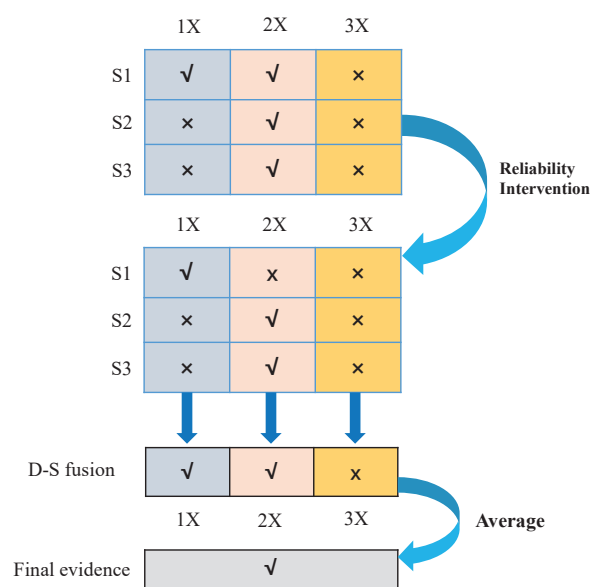 1X 2X 3X
S1 √ √ ×
S2 × √ ×
S3 × √ ×
Reliability
Intervention
1X 2X 3X
S1 √ x ×
S2 × √ ×
S3 × √ ×
D-S fusion √ √ x
1X 2X 3X
Average
Final evidence √